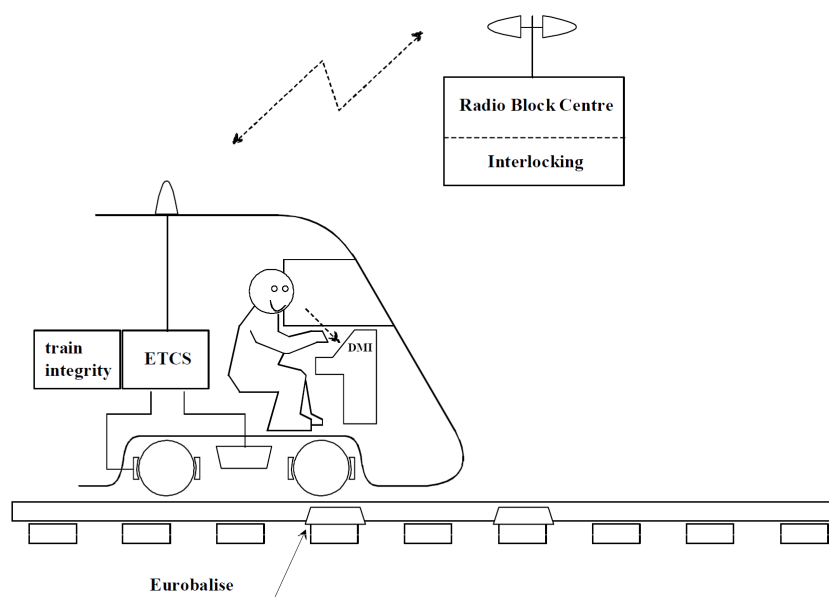 Radio Block Centre
Interlocking
train
integrity
ETCS
DMI
Eurobalise